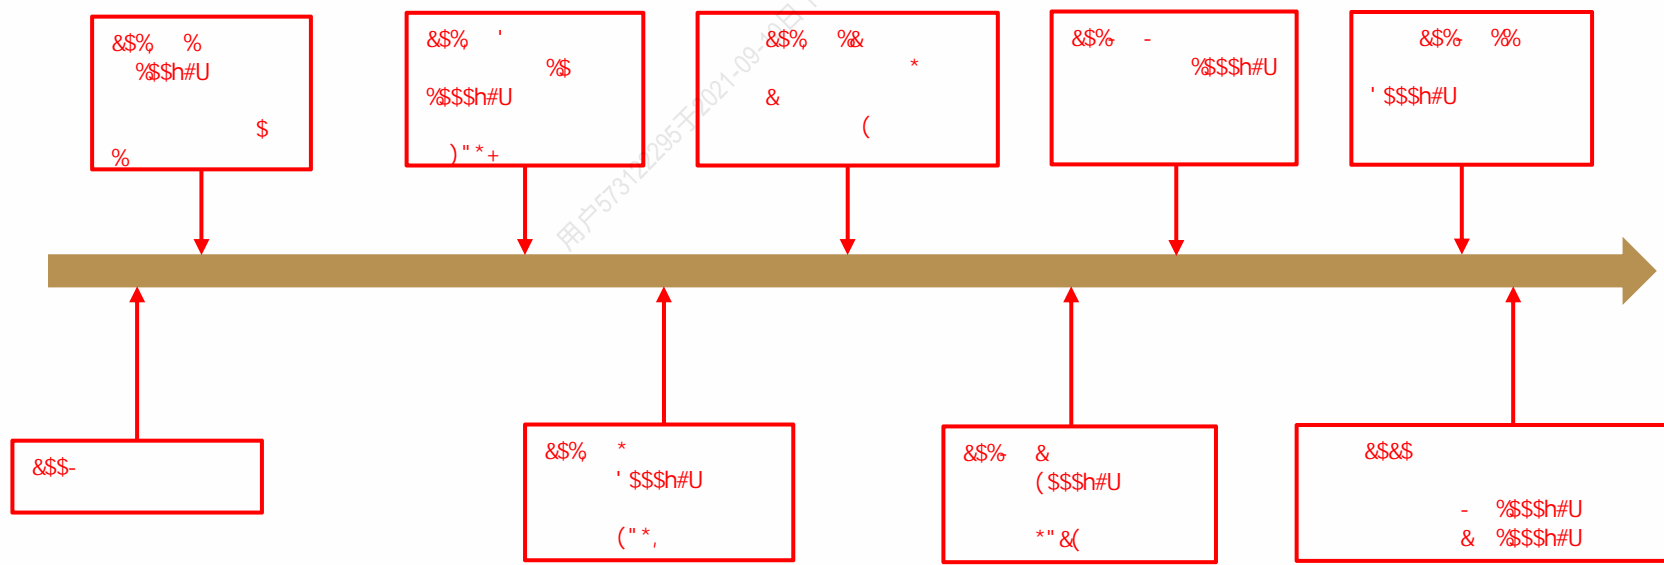 &$%, %
%$$h#U
$
%
&$%, '
%$
%$$$h#U
)"*+
&$%, %&
*
&
(
&$%- -
%$$$h#U
&$%- %%
'$$$h#U
&$$-
&$%, *
'$$$h#U
("*,
&$%- &
($$$h#U
*"&(
&$&$
- %$$$h#U
& %$$$h#U
用户573122295于2021-09-